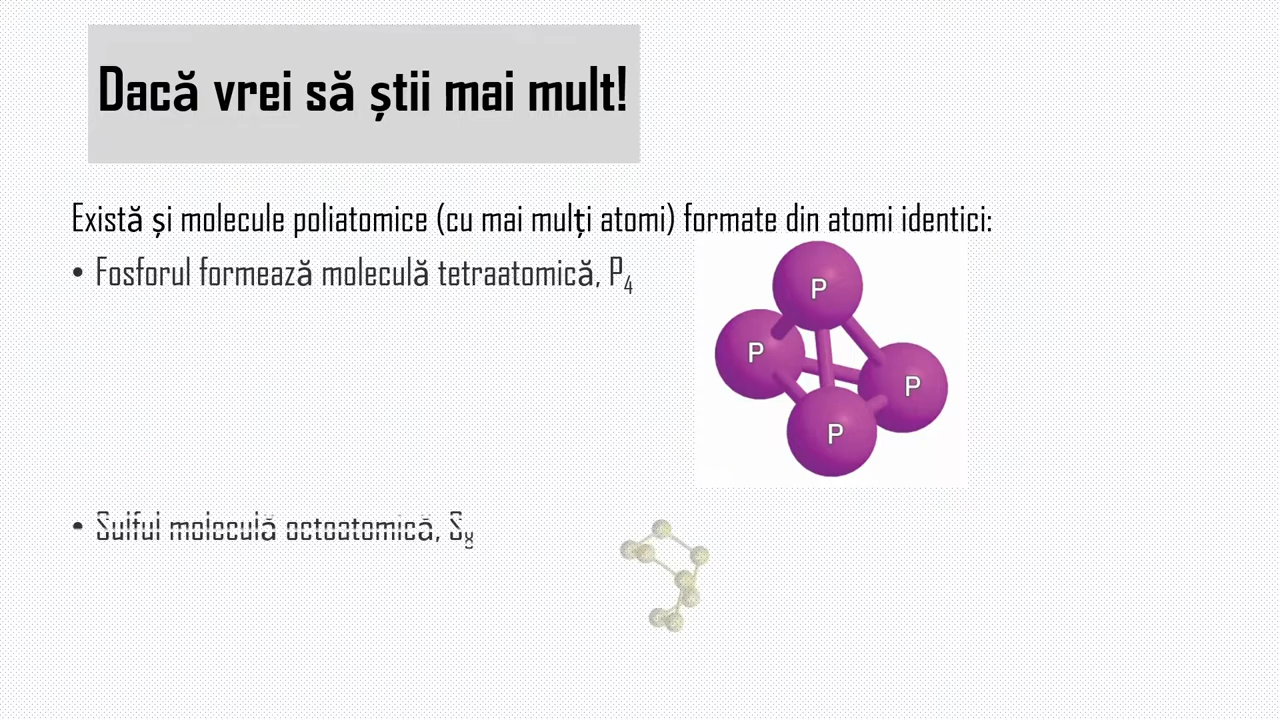 Dacă vrei să știi mai mult!
Există și molecule poliatomice (cu mai mulți atomi) formate din atomi identici:
• Fosforul formează moleculă tetraatomică, P₄
P
P
P
P
• Sulful moleculă octoatomică, S₈